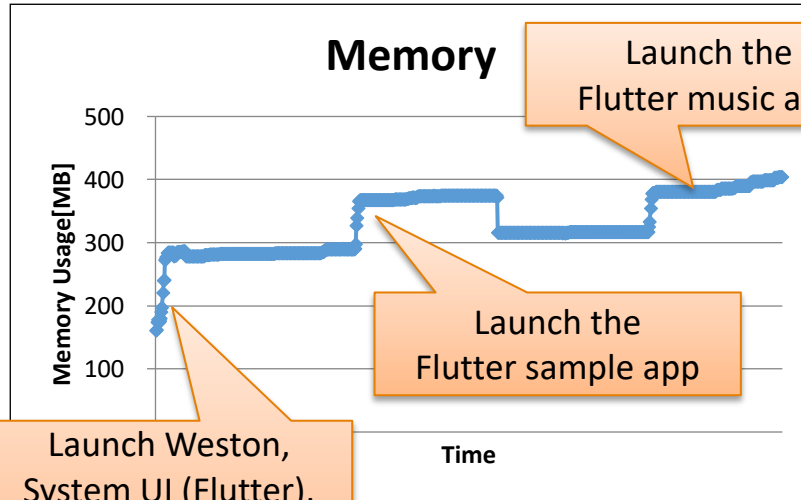 Memory
Launch the
Flutter music a
500
400
300
200
100
Memory Usage[MB]
Launch the
Flutter sample app
Launch Weston,
System UI (Flutter),
Time